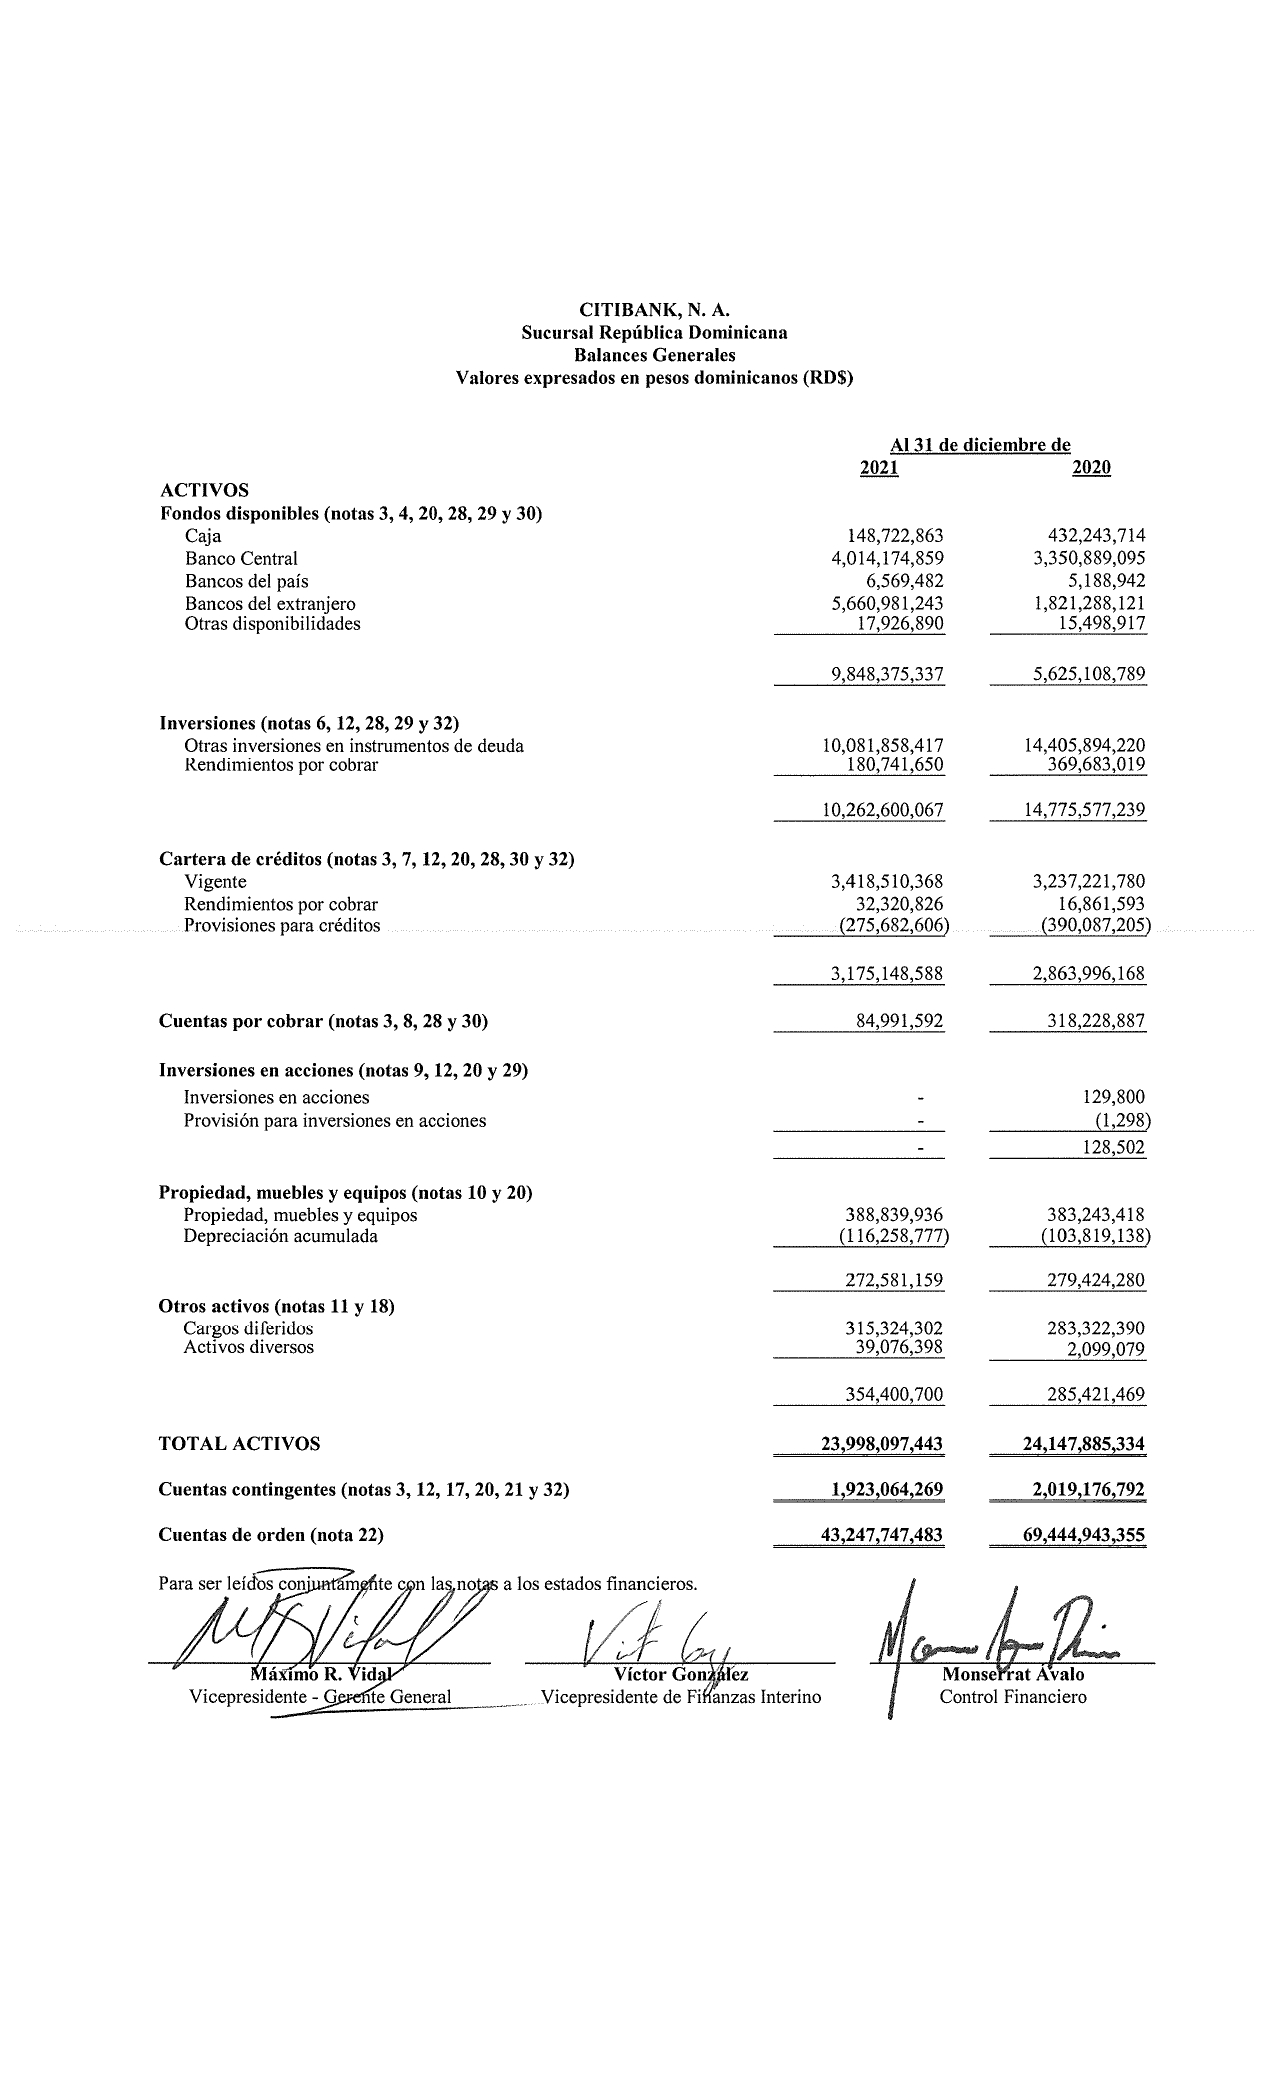 CITIBANK, N. A.
Sucursal República Dominicana
Balances Generales
Valores expresados en pesos dominicanos (RD$)
Al 31 de diciembre de
2021 2020
ACTIVOS
Fondos disponibles (notas 3, 4, 20, 28, 29 y 30)
Caja 148,722,863 432,243,714
Banco Central 4,014,174,859 3,350,889,095
Bancos del país 6,569,482 5,188,942
Bancos del extranjero 5,660,981,243 1,821,288,121
Otras disponibilidades 17,926,890 15,498,917
9,848,375,337 5,625,108,789
Inversiones (notas 6, 12, 28, 29 y 32)
Otras inversiones en instrumentos de deuda 10,081,858,417 14,405,894,220
Rendimientos por cobrar 180,741,650 369,683,019
10,262,600,067 14,775,577,239
Cartera de créditos (notas 3, 7, 12, 20, 28, 30 y 32)
Vigente 3,418,510,368 3,237,221,780
Rendimientos por cobrar 32,320,826 16,861,593
Provisiones para créditos (275,682,606) (390,087,205)
3,175,148,588 2,863,996,168
Cuentas por cobrar (notas 3, 8, 28 y 30) 84,991,592 318,228,887
Inversiones en acciones (notas 9, 12, 20 y 29)
Inversiones en acciones - 129,800
Provisión para inversiones en acciones - (1,298)
- 128,502
Propiedad, muebles y equipos (notas 10 y 20)
Propiedad, muebles y equipos 388,839,936 383,243,418
Depreciación acumulada (116,258,777) (103,819,138)
272,581,159 279,424,280
Otros activos (notas 11 y 18)
Cargos diferidos 315,324,302 283,322,390
Activos diversos 39,076,398 2,099,079
354,400,700 285,421,469
TOTAL ACTIVOS 23,998,097,443 24,147,885,334
Cuentas contingentes (notas 3, 12, 17, 20, 21 y 32) 1,923,064,269 2,019,176,792
Cuentas de orden (nota 22) 43,247,747,483 69,444,943,355
Para ser leídos conjuntamente con las notas a los estados financieros.
Máximo R. Vidal Víctor González Monserrat Avalo
Vicepresidente - Gerente General Vicepresidente de Finanzas Interino Control Financiero